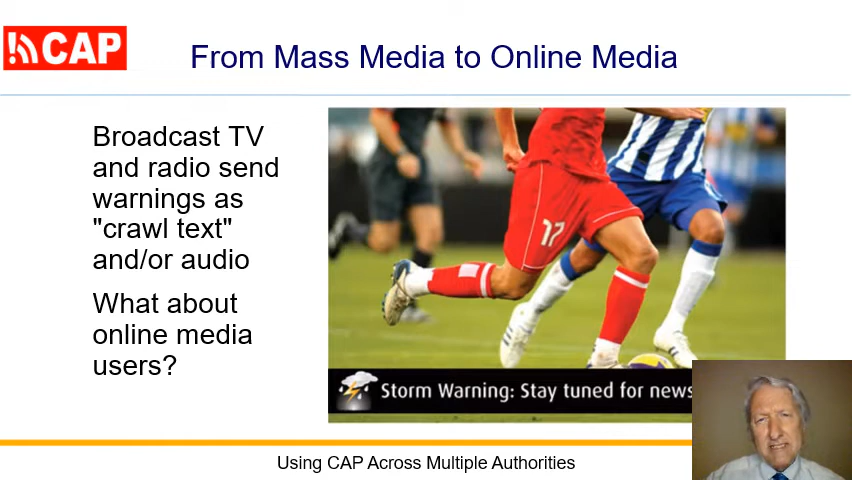 CAP
From Mass Media to Online Media
Broadcast TV
and radio send
warnings as
"crawl text"
and/or audio
What about
online media
users?
17
Storm Warning: Stay tuned for news
Using CAP Across Multiple Authorities